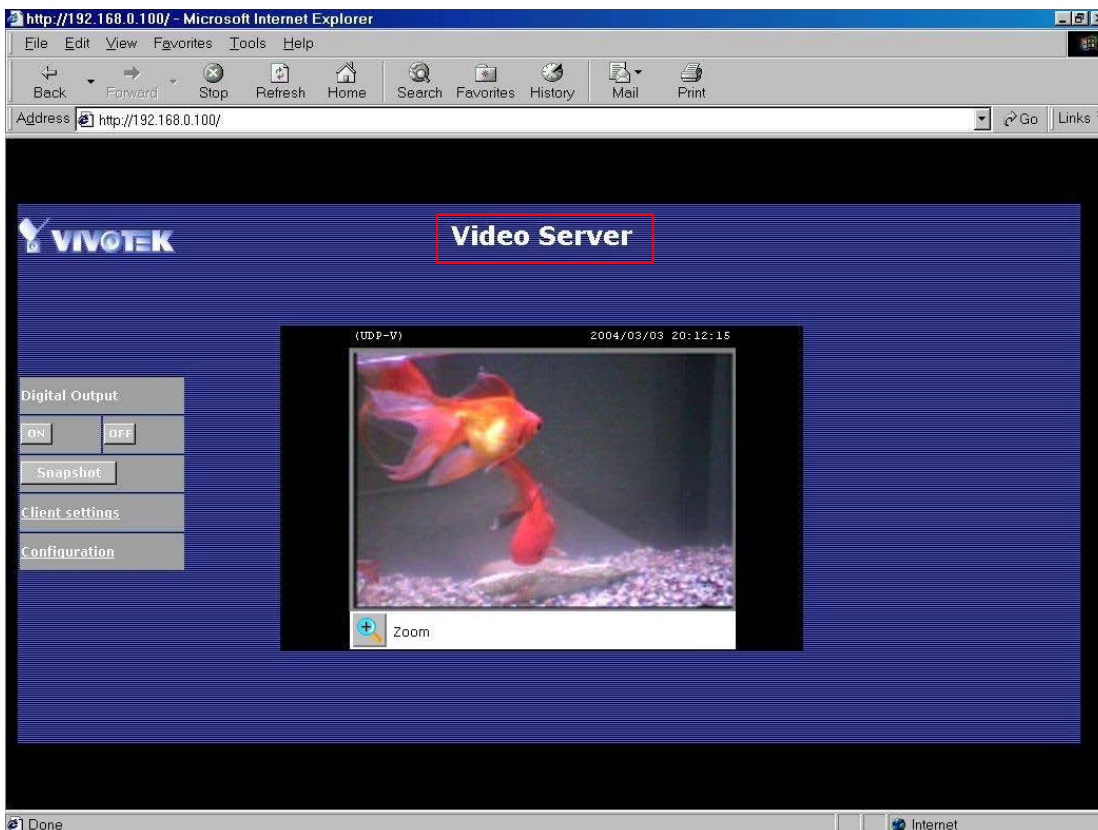 http://192.168.0.100/ - Microsoft Internet Explorer
File Edit View Favorites Tools Help
Back Forward Stop Refresh Home Search Favorites History Mail Print
Address http://192.168.0.100/ Go Links
VIVOTEK
Video Server
(UDP-V) 2004/03/03 20:12:15
Digital Output
ON OFF
Snapshot
Client settings
Configuration
Zoom
Done Internet